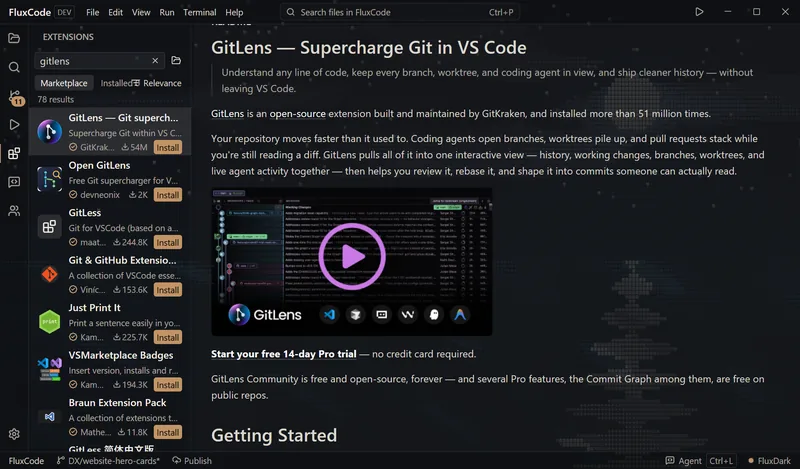 FluxCode DEV File Edit View Run Terminal Help
Search files in FluxCode Ctrl+P
EXTENSIONS
gitlens
Marketplace Installed Relevance
78 results
11
GitLens — Git superch...
Supercharge Git within VS C...
GitKrak... 54M Install
Open GitLens
Free Git supercharger for V...
devneonix 2K Install
GitLess
Git for VSCode (based on a...
maat... 244.8K Install
Git & GitHub Extension...
A collection of VSCode esse...
Viníc... 153.6K Install
Just Print It
print
Print a sentence easily in yo...
Kam... 225.7K Install
VSMarketplace Badges
Insert version, installs and r...
Kam... 194.3K Install
Braun Extension Pack
A collection of extensions t...
Mathe... 11.8K Install
GitLess 简体中文版
GitLens — Supercharge Git in VS Code
Understand any line of code, keep every branch, worktree, and coding agent in view, and ship cleaner history — without
leaving VS Code.
GitLens is an open-source extension built and maintained by GitKraken, and installed more than 51 million times.
Your repository moves faster than it used to. Coding agents open branches, worktrees pile up, and pull requests stack while
you're still reading a diff. GitLens pulls all of it into one interactive view — history, working changes, branches, worktrees, and
live agent activity together — then helps you review it, rebase it, and shape it into commits someone can actually read.
GitLens
Start your free 14-day Pro trial — no credit card required.
GitLens Community is free and open-source, forever — and several Pro features, the Commit Graph among them, are free on
public repos.
Getting Started
FluxCode DX/website-hero-cards* Publish
Agent Ctrl+L FluxDark